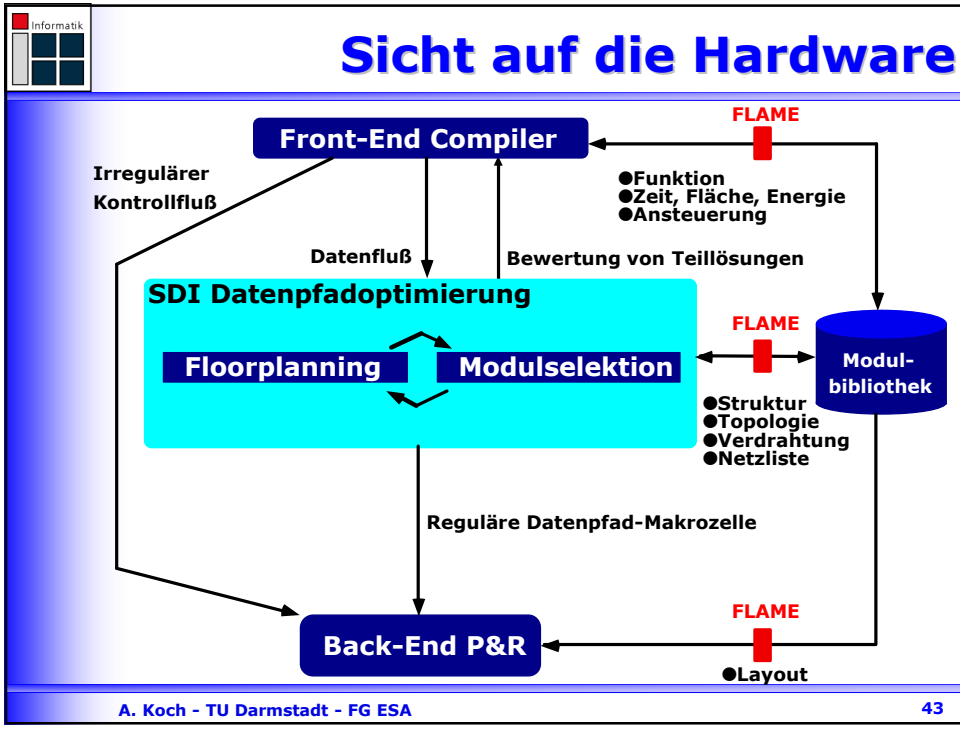 Informatik
Sicht auf die Hardware
FLAME
Front-End Compiler
Irregulärer
Kontrollfluß
●Funktion
●Zeit, Fläche, Energie
●Ansteuerung
Datenfluß
Bewertung von Teillösungen
SDI Datenpfadoptimierung
FLAME
Floorplanning
Modulselektion
Modul-
bibliothek
●Struktur
●Topologie
●Verdrahtung
●Netzliste
Reguläre Datenpfad-Makrozelle
FLAME
Back-End P&R
●Layout
A. Koch - TU Darmstadt - FG ESA
43